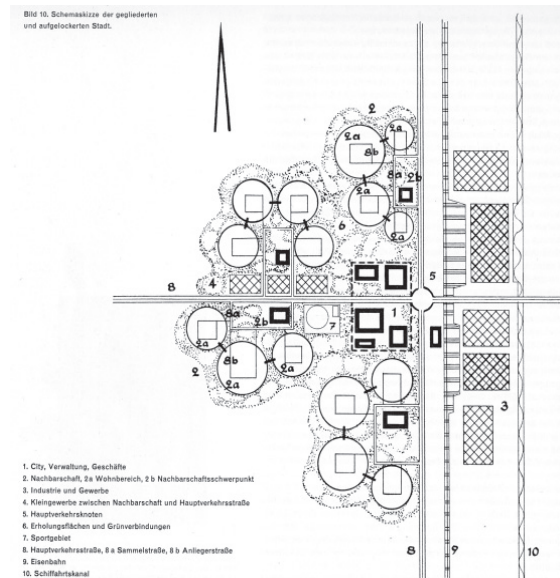 Bild 10. Schemaskizze der gegliederten
und aufgelockerten Stadt.
2
2a
2a
8b
8a
2b
2a
2a
6
4
8
5
1
8a
2b
7
2a
8b
2a
2a
2
3
8
9
10
1. City, Verwaltung, Geschäfte
2. Nachbarschaft, 2a Wohnbereich, 2 b Nachbarschaftsschwerpunkt
3. Industrie und Gewerbe
4. Kleingewerbe zwischen Nachbarschaft und Hauptverkehrsstraße
5. Hauptverkehrsknoten
6. Erholungsflächen und Grünverbindungen
7. Sportgebiet
8. Hauptverkehrsstraße, 8 a Sammelstraße, 8 b Anliegerstraße
9. Eisenbahn
10. Schiffahrtskanal